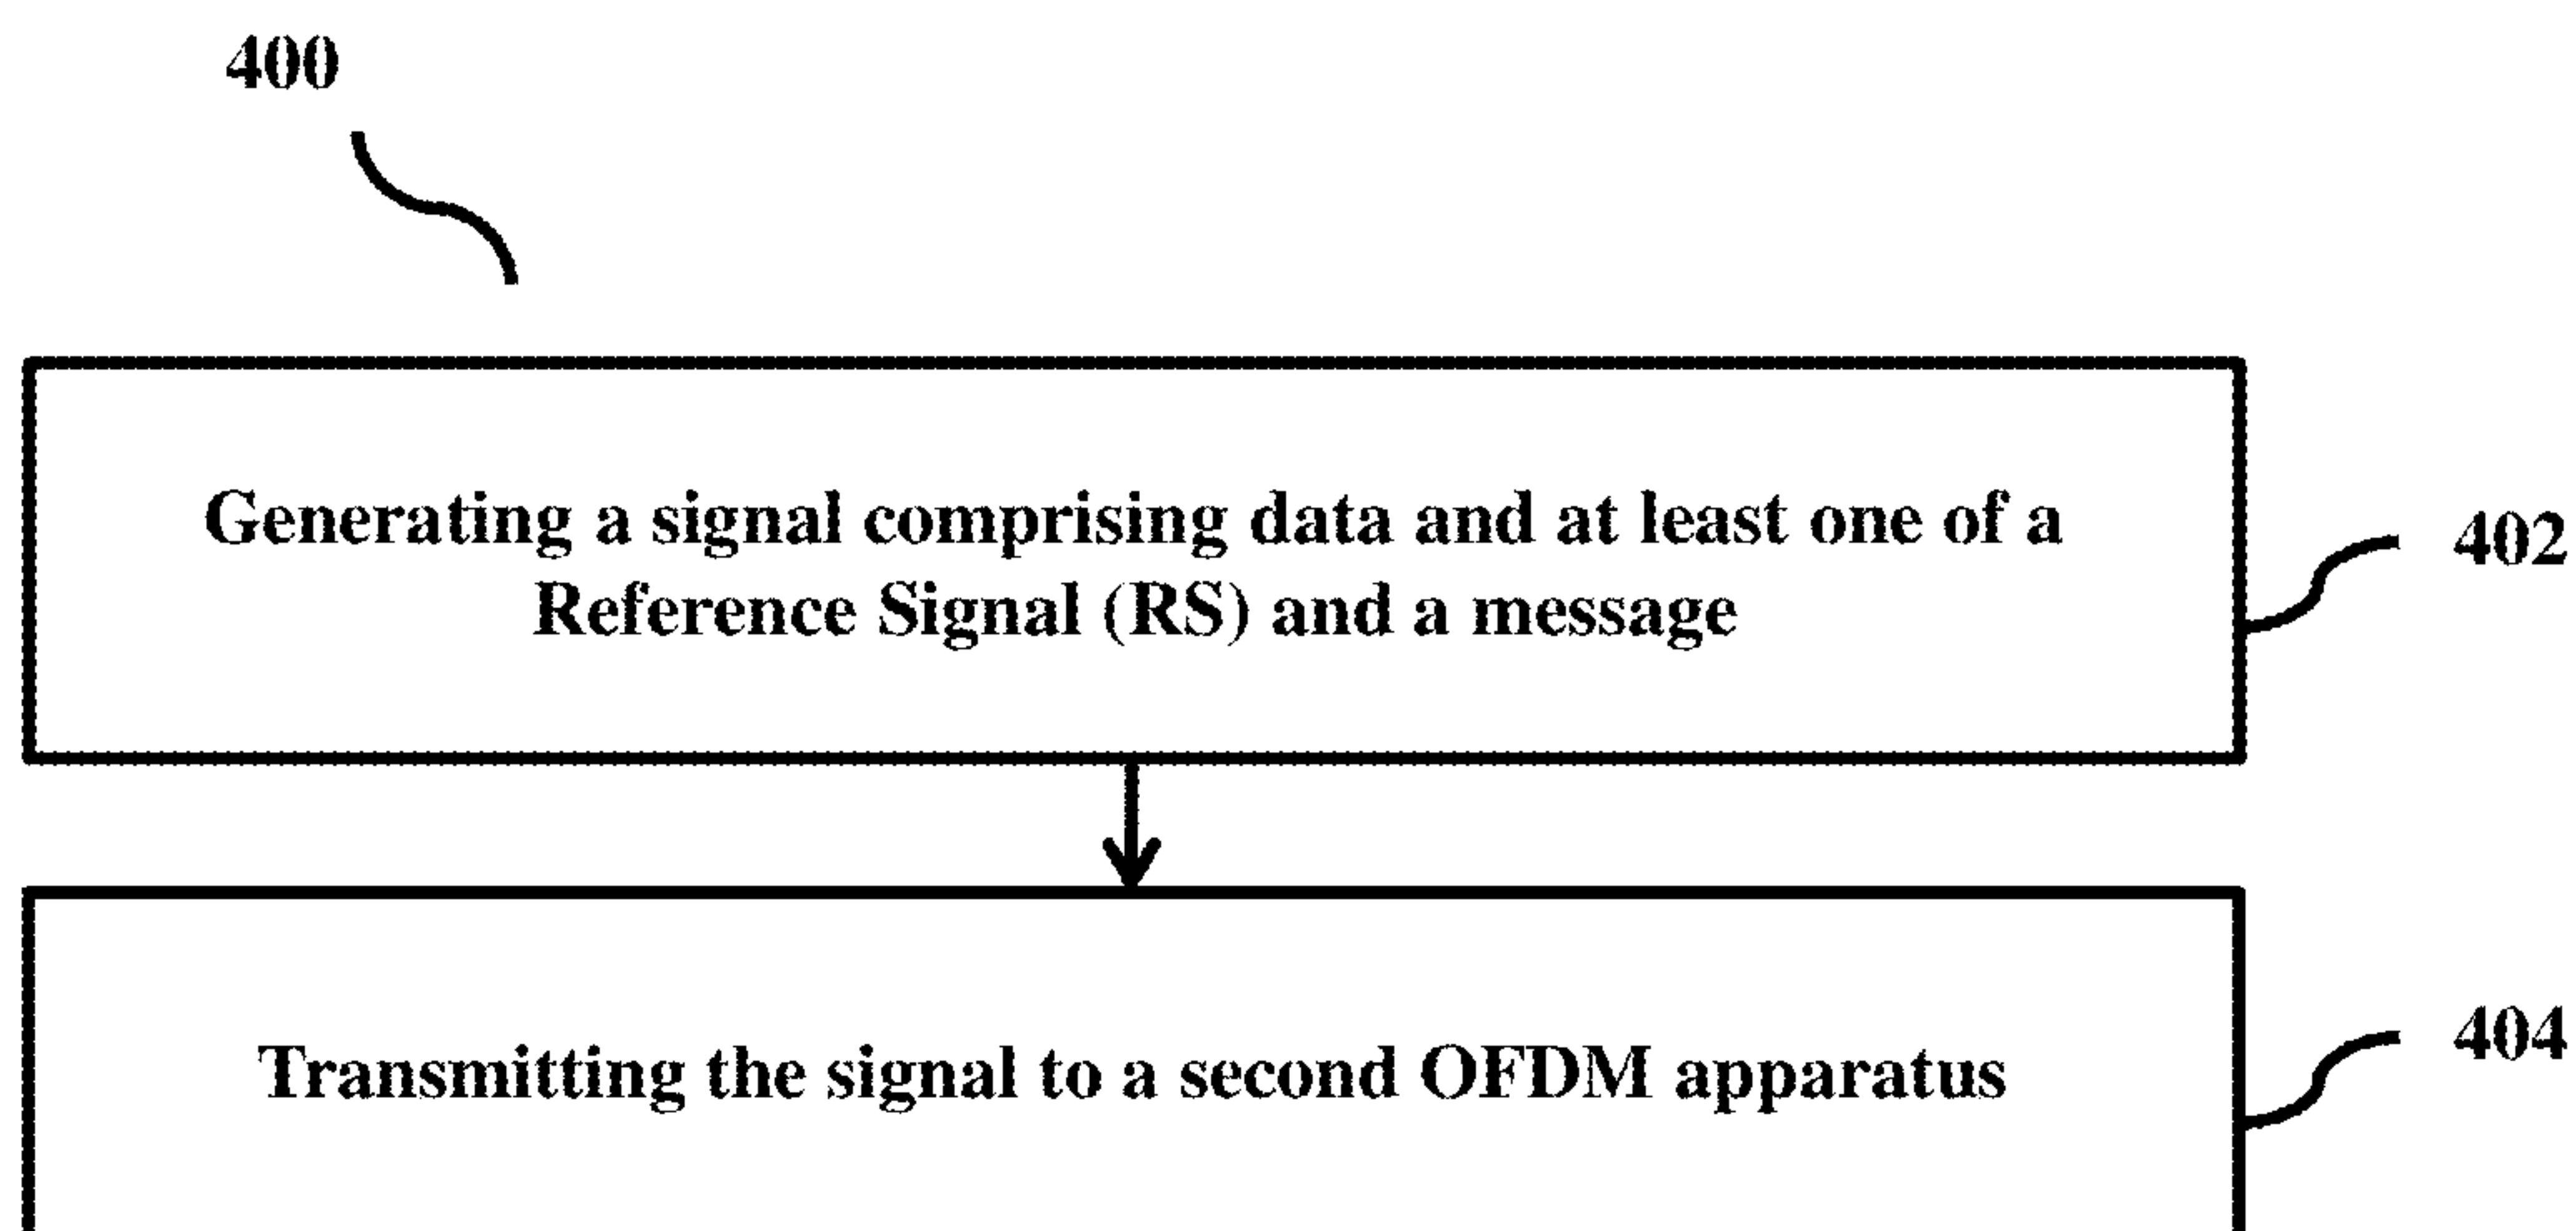 400
Generating a signal comprising data and at least one of a
Reference Signal (RS) and a message
402
Transmitting the signal to a second OFDM apparatus
404